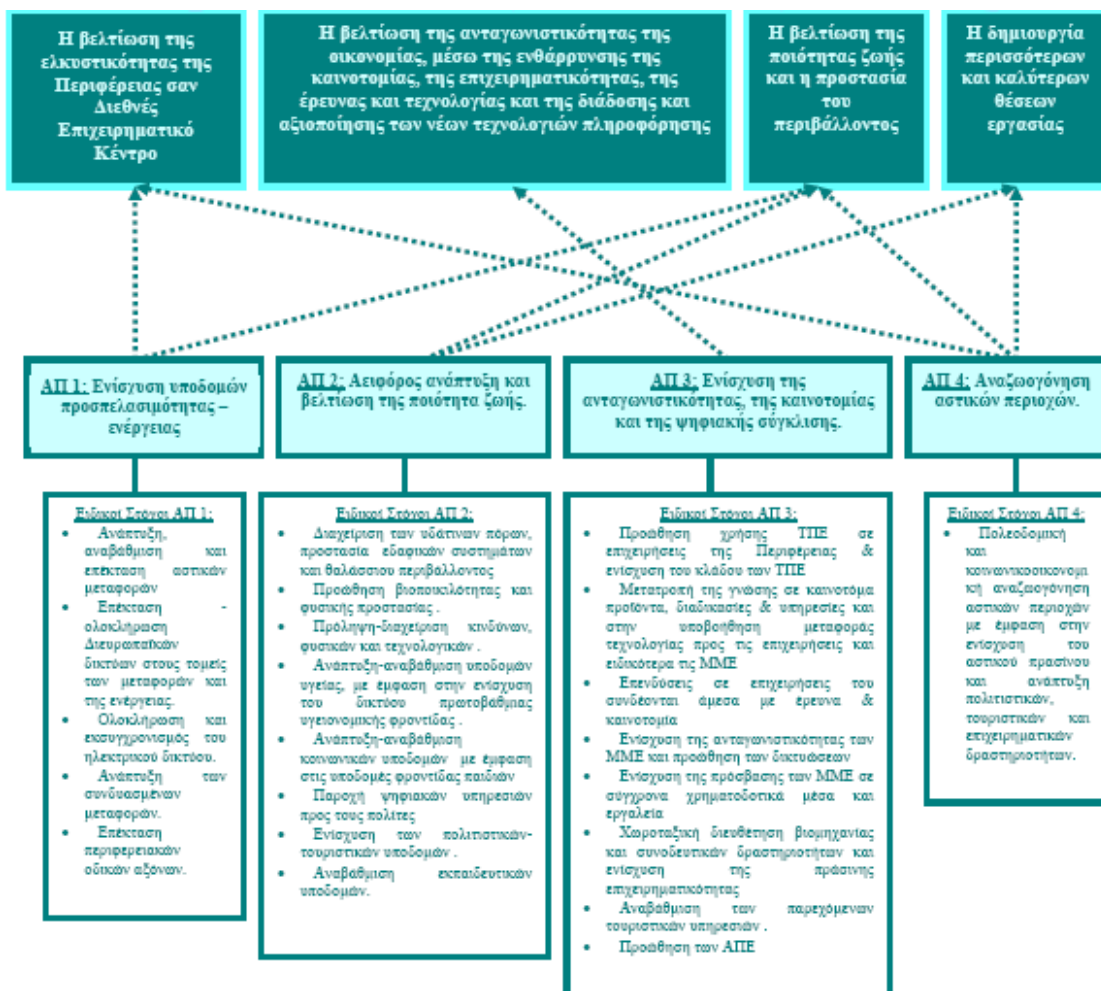 Η βελτίωση της
ελκυστικότητας της
Περιφέρειας σαν
Διεθνές
Επιχειρηματικό
Κέντρο
Η βελτίωση της ανταγωνιστικότητας της
οικονομίας, μέσω της ενθάρρυνσης της
καινοτομίας, της επιχειρηματικότητας, της
έρευνας και τεχνολογίας και της διάδοσης και
αξιοποίησης των νέων τεχνολογιών πληροφόρησης
Η βελτίωση της
ποιότητας ζωής
και η προστασία
του
περιβάλλοντος
Η δημιουργία
περισσότερων
και καλύτερων
θέσεων
εργασίας
ΑΠ 1: Ενίσχυση υποδομών
προσπελασιμότητας –
ενέργειας
ΑΠ 2: Αειφόρος ανάπτυξη και
βελτίωση της ποιότητα ζωής.
ΑΠ 3: Ενίσχυση της
ανταγωνιστικότητας, της καινοτομίας
και της ψηφιακής σύγκλισης.
ΑΠ 4: Αναζωογόνηση
αστικών περιοχών.
Ειδικοί Στόγοι ΑΠ 1:
• Ανάπτυξη,
αναβάθμιση και
επέκταση αστικών
μεταφορών
• Επέκταση -
ολοκλήρωση
Διευρωπαϊκών
δικτύων στους τομείς
των μεταφορών και
της ενέργειας.
• Ολοκλήρωση και
εκσυγχρονισμός του
ηλεκτρικού δικτύου.
• Ανάπτυξη των
συνδυασμένων
μεταφορών.
• Επέκταση
περιφερειακών
οδικών αξόνων.
Ειδικοί Στόγοι ΑΠ 2:
• Διαχείριση των υδάτινων πόρων,
προστασία εδαφικών συστημάτων
και θαλάσσιου περιβάλλοντος
• Προώθηση βιοποικιλότητας και
φυσικής προστασίας .
• Πρόληψη-διαχείριση κινδύνων,
φυσικών και τεχνολογικών .
• Ανάπτυξη-αναβάθμιση υποδομών
υγείας, με έμφαση στην ενίσχυση
του δικτύου πρωτοβάθμιας
υγειονομικής φροντίδας .
• Ανάπτυξη-αναβάθμιση
κοινωνικών υποδομών με έμφαση
στις υποδομές φροντίδας παιδιών
• Παροχή ψηφιακών υπηρεσιών
προς τους πολίτες
• Ενίσχυση των πολιτιστικών-
τουριστικών υποδομών .
• Αναβάθμιση εκπαιδευτικών
υποδομών.
Ειδικοί Στόγοι ΑΠ 3:
• Προώθηση χρήσης ΤΠΕ σε
επιχειρήσεις της Περιφέρειας &
ενίσχυση του κλάδου των ΤΠΕ
• Μετατροπή της γνώσης σε καινοτόμα
προϊόντα, διαδικασίες & υπηρεσίες και
στην υποβοήθηση μεταφοράς
τεχνολογίας προς τις επιχειρήσεις και
ειδικότερα τις ΜΜΕ
• Επενδύσεις σε επιχειρήσεις του
συνδέονται άμεσα με έρευνα &
καινοτομία
• Ενίσχυση της ανταγωνιστικότητας των
ΜΜΕ και προώθηση των δικτυώσεων
• Ενίσχυση της πρόσβασης των ΜΜΕ σε
σύγχρονα χρηματοδοτικά μέσα και
εργαλεία
• Χωροταξική διευθέτηση βιομηχανίας
και συνοδευτικών δραστηριοτήτων και
ενίσχυση της πράσινης
επιχειρηματικότητας
• Αναβάθμιση των παρεχόμενων
τουριστικών υπηρεσιών .
• Προώθηση των ΑΠΕ
Ειδικοί Στόγοι ΑΠ 4:
• Πολεοδομική
και
κοινωνικοοικονομι
κή αναζωογόνηση
αστικών περιοχών
με έμφαση στην
ενίσχυση του
αστικού πρασίνου
και ανάπτυξη
πολιτιστικών,
τουριστικών και
επιχειρηματικών
δραστηριοτήτων.